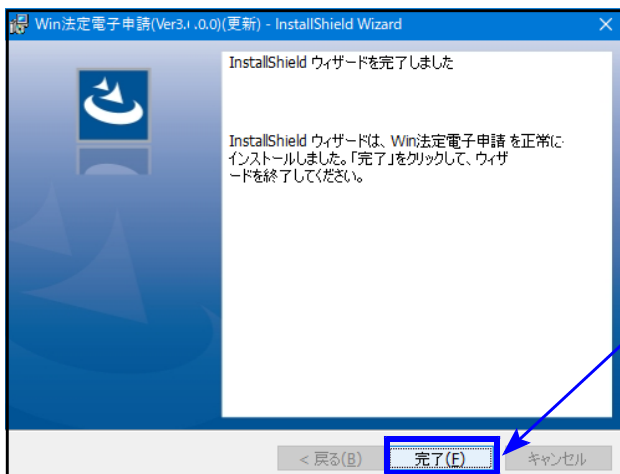 Win法定電子申請(Ver3. .0.0)(更新) - InstallShield Wizard
InstallShield ウィザードを完了しました
InstallShield ウィザードは、Win法定電子申請 を正常に
インストールしました。「完了」をクリックして、ウィザ
ードを終了してください。
< 戻る(B) 完了(F) キャンセル